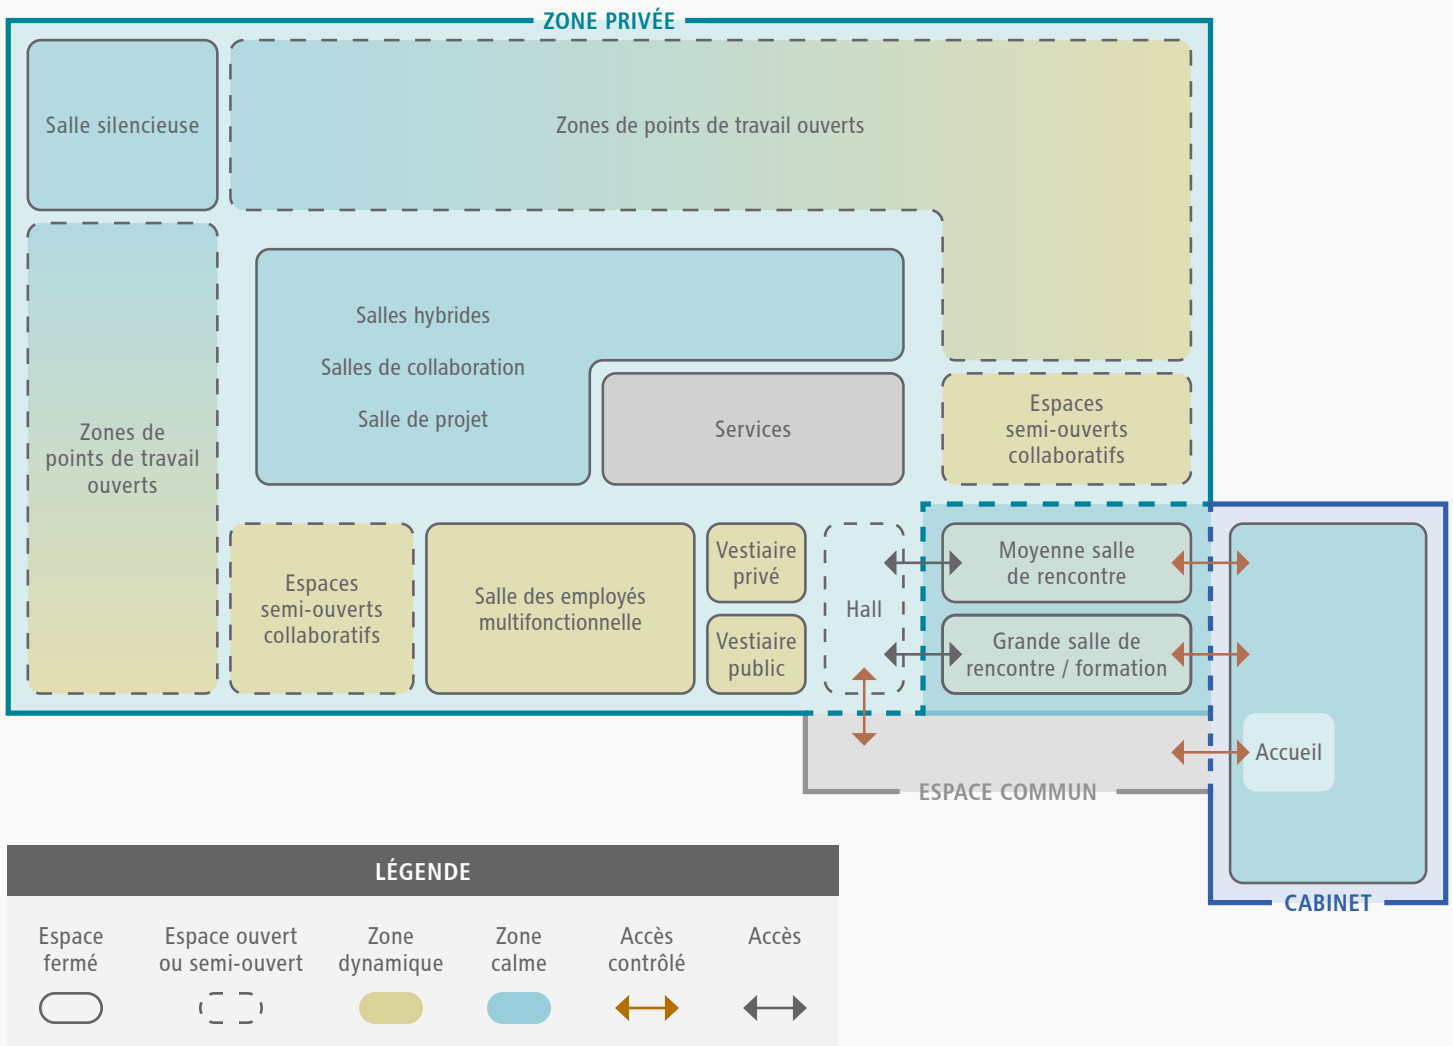 ZONE PRIVÉE
Salle silencieuse
Zones de points de travail ouverts
Salles hybrides
Salles de collaboration
Salle de projet
Services
Espaces
semi-ouverts
collaboratifs
Zones de
points de travail
ouverts
Espaces
semi-ouverts
collaboratifs
Salle des employés
multifonctionnelle
Vestiaire
privé
Vestiaire
public
Hall
Moyenne salle
de rencontre
Grande salle de
rencontre / formation
Accueil
ESPACE COMMUN
CABINET
LÉGENDE
Espace
fermé
Espace ouvert
ou semi-ouvert
Zone
dynamique
Zone
calme
Accès
contrôlé
Accès